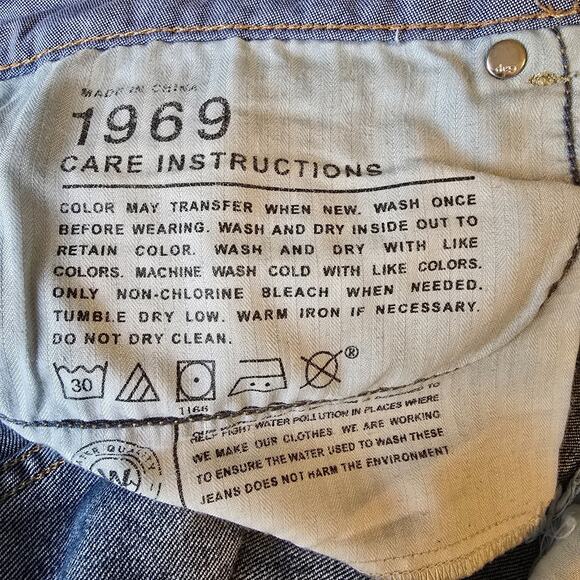 MADE IN CHINA
1969
CARE INSTRUCTIONS
COLOR MAY TRANSFER WHEN NEW. WASH ONCE
BEFORE WEARING. WASH AND DRY INSIDE OUT TO
RETAIN COLOR. WASH AND DRY WITH LIKE
COLORS. MACHINE WASH COLD WITH LIKE COLORS.
ONLY NON-CHLORINE BLEACH WHEN NEEDED.
TUMBLE DRY LOW. WARM IRON IF NECESSARY.
DO NOT DRY CLEAN.
30
®
1166
HELP FIGHT WATER POLLUTION IN PLACES WHERE
WE MAKE OUR CLOTHES. WE ARE WORKING
TO ENSURE THE WATER USED TO WASH THESE
JEANS DOES NOT HARM THE ENVIRONMENT
QUALITY
W
gap